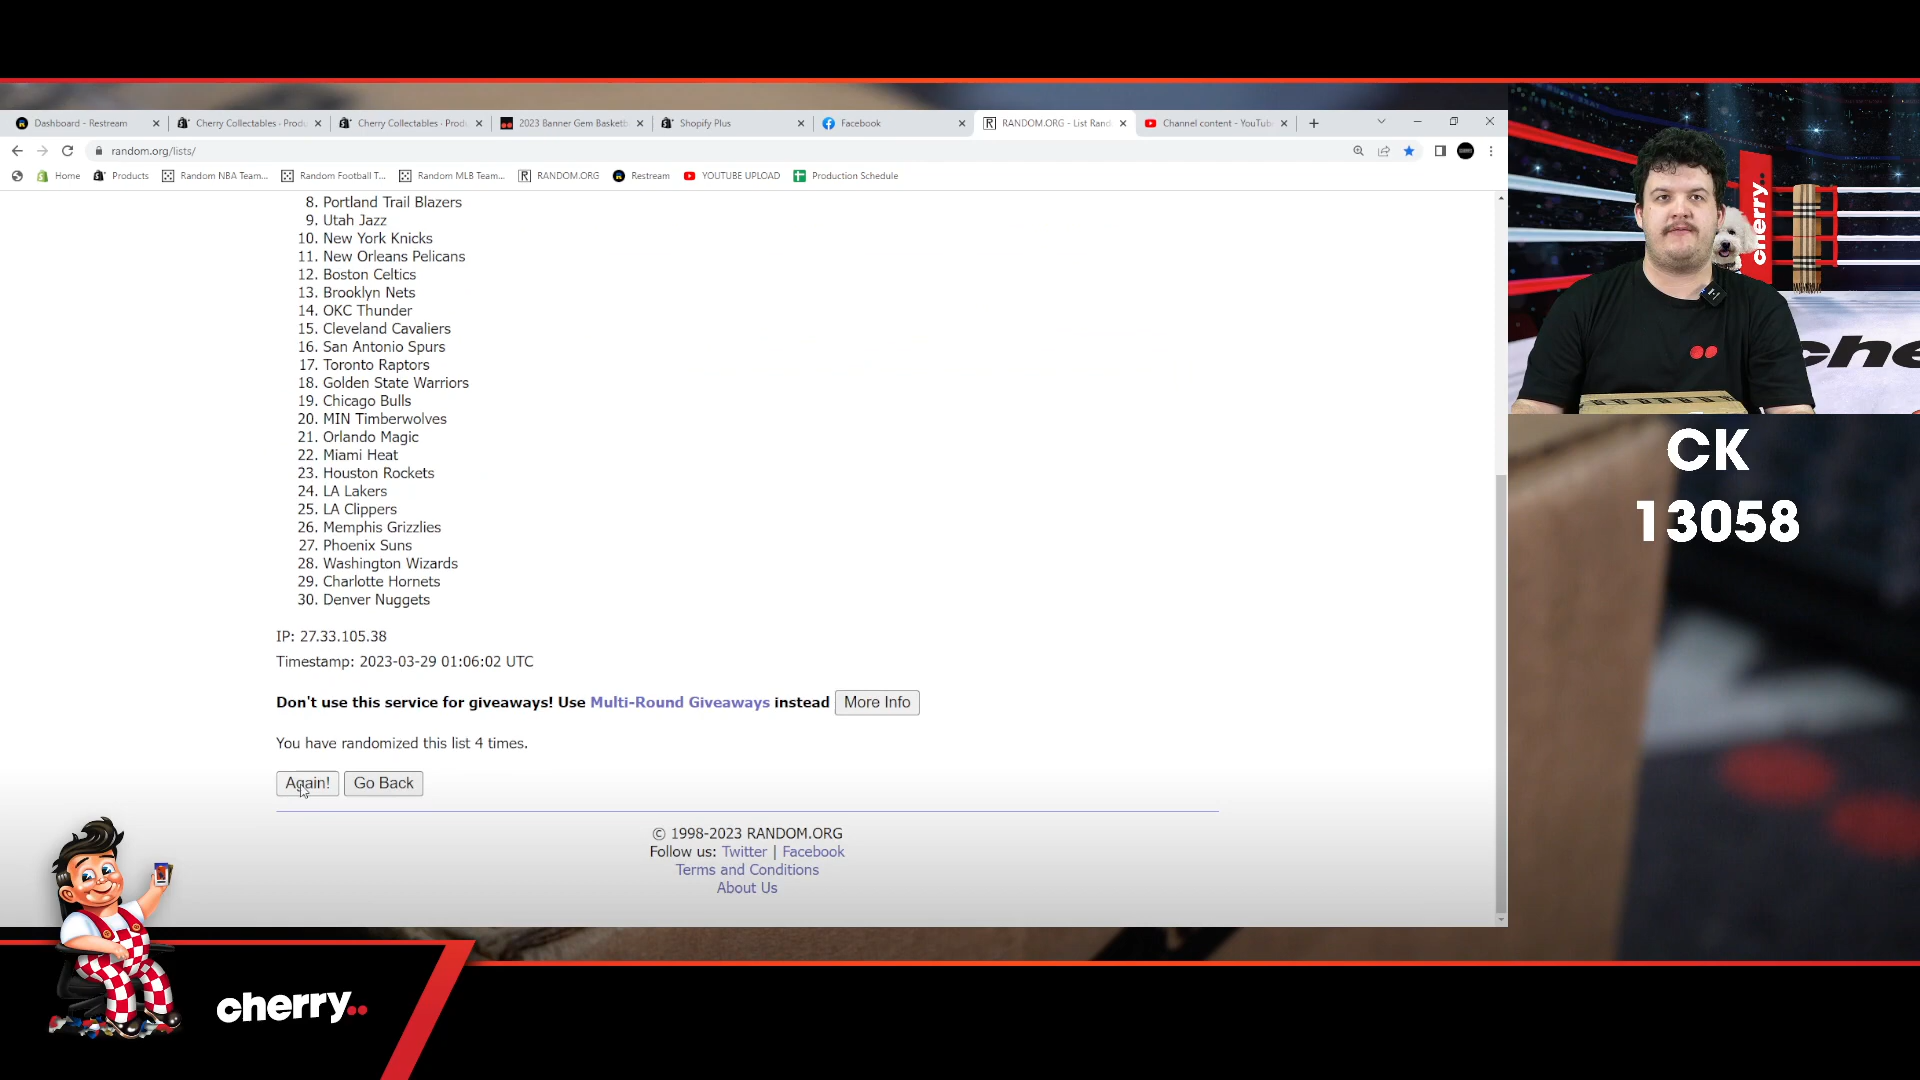 Dashboard - Restream
Cherry Collectables · Produ
Cherry Collectables · Produ
2023 Banner Gem Basketb
Shopify Plus
Facebook
RANDOM.ORG - List Rand
Channel content - YouTub
random.org/lists/
Home
Products
Random NBA Team...
Random Football T...
Random MLB Team...
RANDOM.ORG
Restream
YOUTUBE UPLOAD
Production Schedule
8. Portland Trail Blazers
9. Utah Jazz
10. New York Knicks
11. New Orleans Pelicans
12. Boston Celtics
13. Brooklyn Nets
14. OKC Thunder
15. Cleveland Cavaliers
16. San Antonio Spurs
17. Toronto Raptors
18. Golden State Warriors
19. Chicago Bulls
20. MIN Timberwolves
21. Orlando Magic
22. Miami Heat
23. Houston Rockets
24. LA Lakers
25. LA Clippers
26. Memphis Grizzlies
27. Phoenix Suns
28. Washington Wizards
29. Charlotte Hornets
30. Denver Nuggets
IP: 27.33.105.38
Timestamp: 2023-03-29 01:06:02 UTC
Don't use this service for giveaways! Use Multi-Round Giveaways instead More Info
You have randomized this list 4 times.
Again! Go Back
© 1998-2023 RANDOM.ORG
Follow us: Twitter | Facebook
Terms and Conditions
About Us
cherry..
che
CK
13058
cherry..